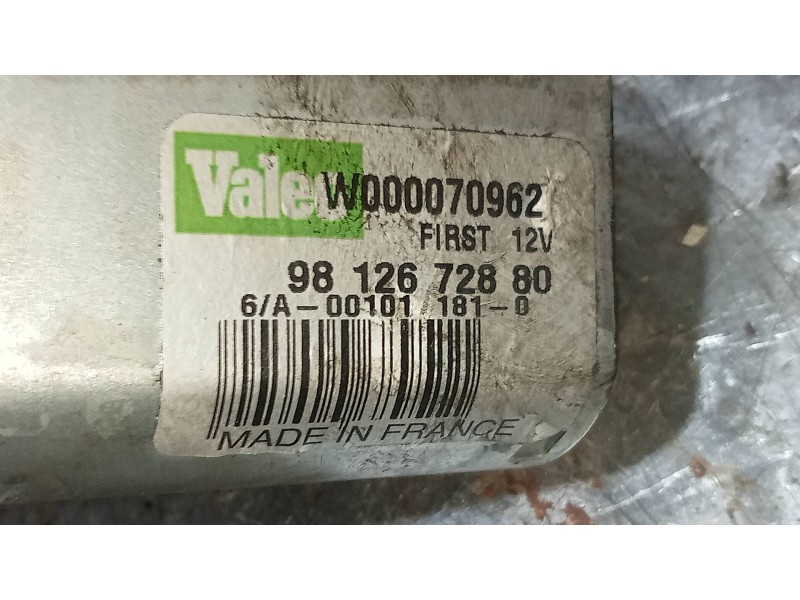 Valeo W000070962
FIRST 12V
98 126 728 80
6/A-00101 181-0
MADE IN FRANCE